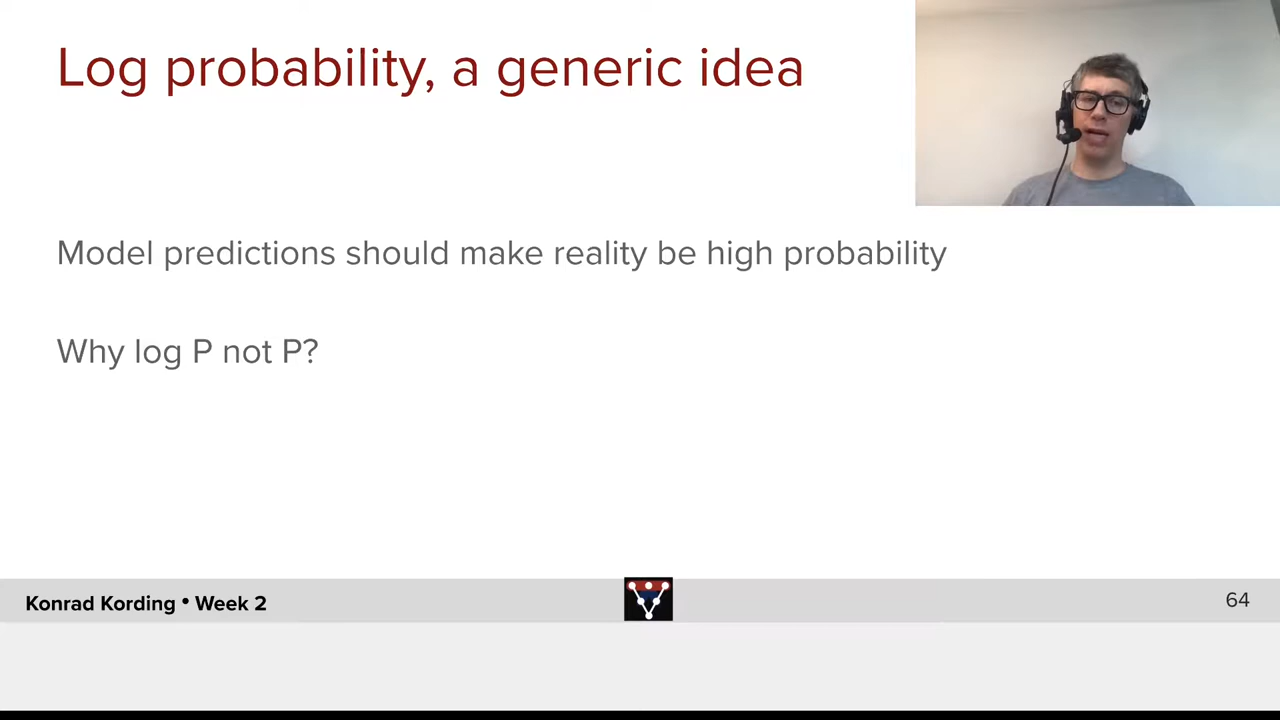 Log probability, a generic idea
Model predictions should make reality be high probability
Why log P not P?
Konrad Kording • Week 2
64